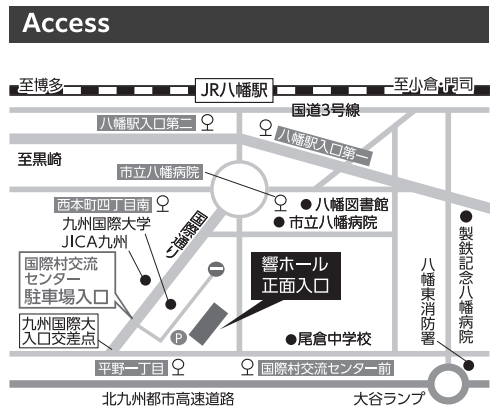 Access
至博多
JR八幡駅
至小倉・門司
国道3号線
八幡駅入口第二
八幡駅入口第一
至黒崎
市立八幡病院
西本町四丁目南
八幡図書館
市立八幡病院
九州国際大学
JICA九州
国際通り
国際村交流
センター
駐車場入口
響ホール
正面入口
製鉄記念八幡病院
八幡東消防署
九州国際大
入口交差点
P
尾倉中学校
平野一丁目
国際村交流センター前
北九州都市高速道路
大谷ランプ